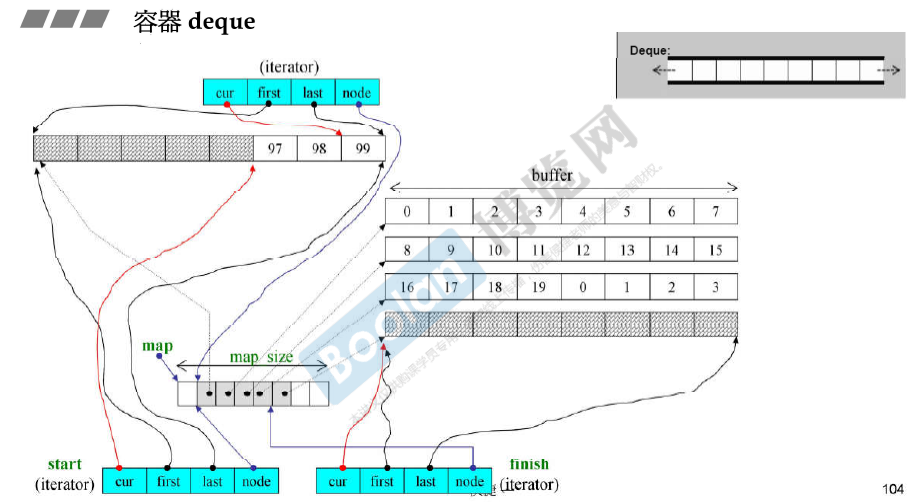 容器 deque
Deque:
(iterator)
cur first last node
97 98 99
buffer
0 1 2 3 4 5 6 7
8 9 10 11 12 13 14 15
16 17 18 19 0 1 2 3
map
map size
start
(iterator)
cur first last node
cur first last node
finish
(iterator)
Boolan 博览网
104